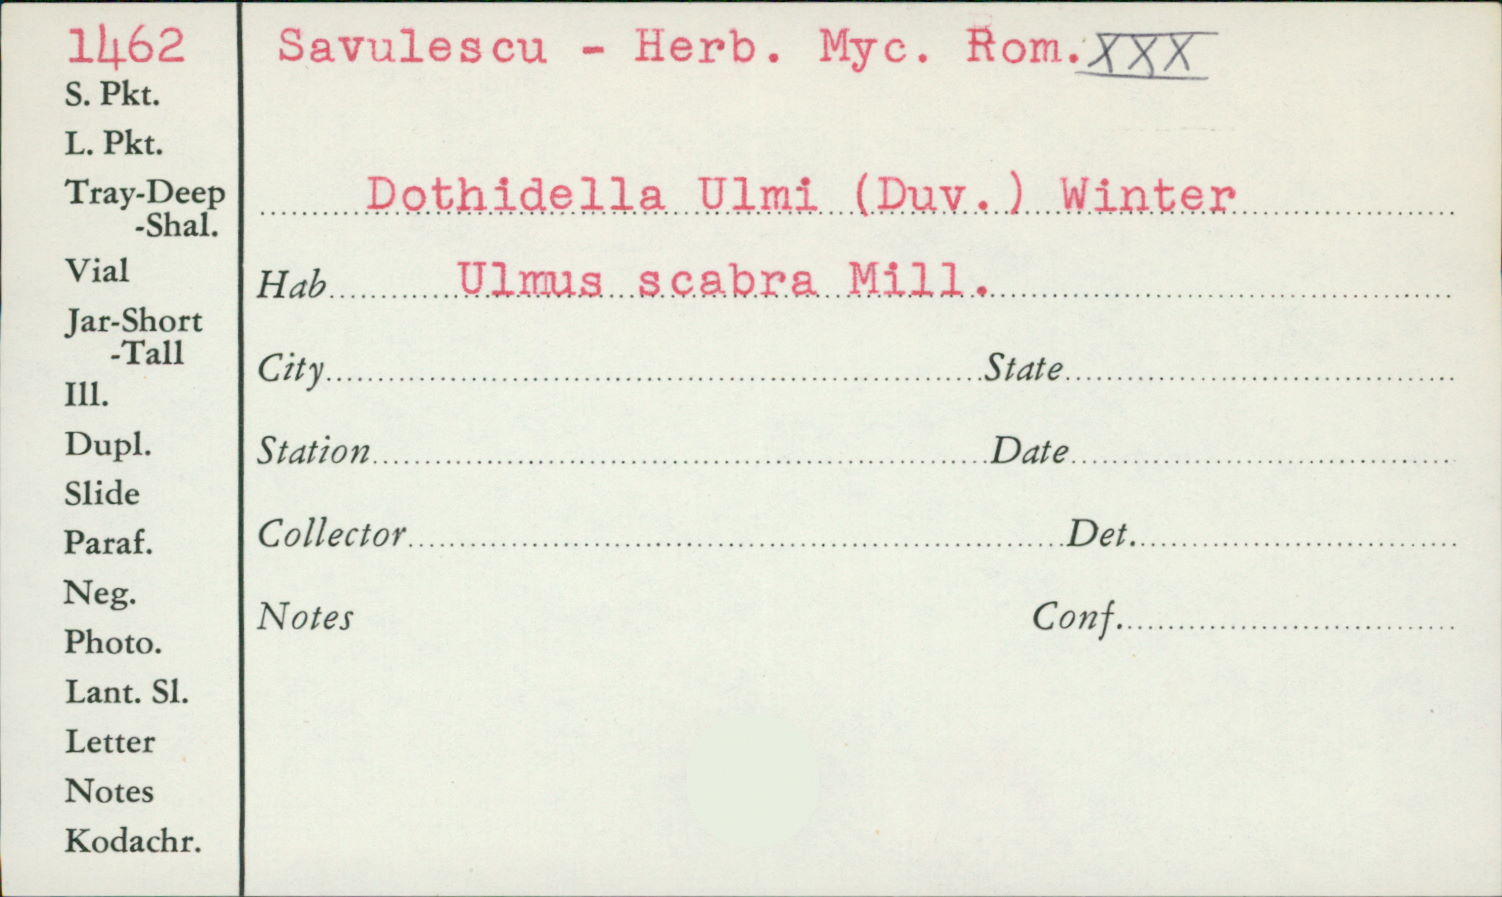 1462
Savulescu - Herb. Myc. Rom. XXX
S. Pkt.
L. Pkt.
Tray-Deep
-Shal.
Dothidella Ulmi (Duv.) Winter
Vial
Hab Ulmus scabra Mill.
Jar-Short
-Tall
City State
Ill.
Dupl.
Station Date
Slide
Paraf.
Collector Det.
Neg.
Notes Conf.
Photo.
Lant. Sl.
Letter
Notes
Kodachr.